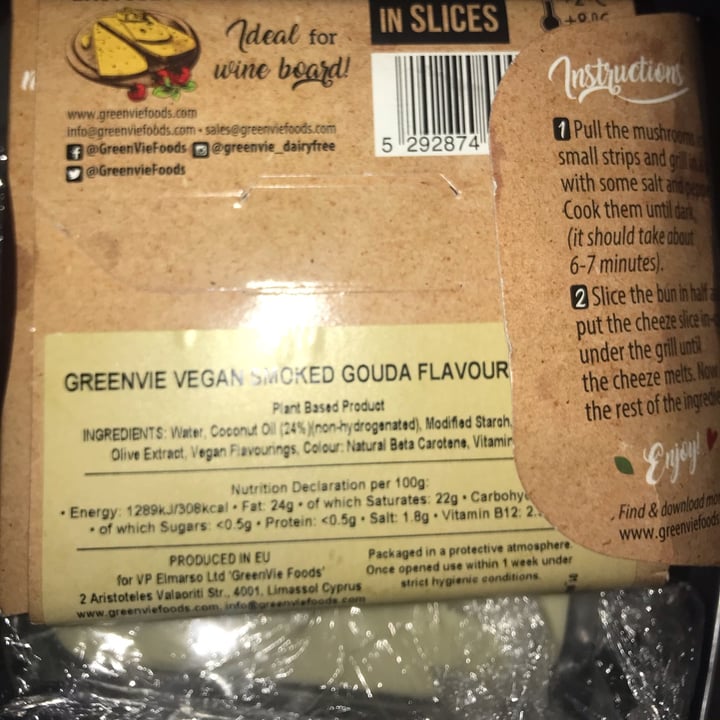 IN SLICES
Ideal for
wine board!
www.greenviefoods.com
info@greenviefoods.com • sales@greenvie-foods.com
@GreenVieFoods @greenvie_dairyfree
@GreenvieFoods
5 292874
Instructions
1 Pull the mushrooms
small strips and grill
with some salt and
Cook them until dark,
(it should take about
6-7 minutes).
2 Slice the bun in half
put the cheeze slice
under the grill until
the cheeze melts. Now
the rest of the
Enjoy!
Find & download
www.greenviefoods
GREENVIE VEGAN SMOKED GOUDA FLAVOUR
Plant Based Product
INGREDIENTS: Water, Coconut Oil (24%)(non-hydrogenated), Modified Starch,
Olive Extract, Vegan Flavourings, Colour: Natural Beta Carotene, Vitamin
Nutrition Declaration per 100g:
• Energy: 1289kJ/308kcal • Fat: 24g • of which Saturates: 22g •
• of which Sugars: <0.5g • Protein: <0.5g • Salt: 1.8g • Vitamin B12:
PRODUCED IN EU
for VP Elmarso Ltd 'GreenVie Foods'
2 Aristoteles Valaoriti Str., 4001, Limassol Cyprus
www.greenviefoods.com, info@greenviefoods.com
Packaged in a protective atmosphere.
Once opened use within 1 week under
strict hygienic conditions.